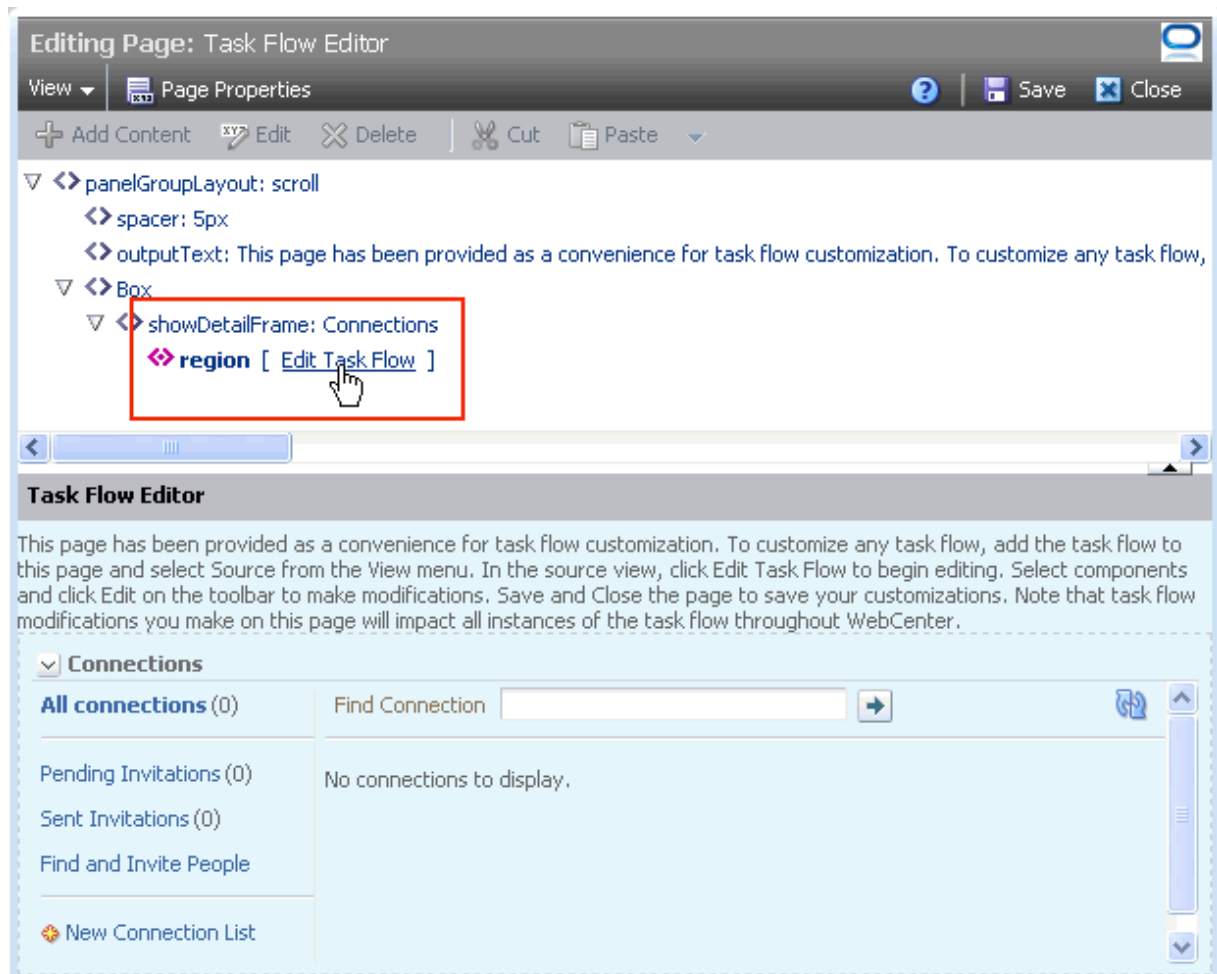 Editing Page: Task Flow Editor
View Page Properties Save Close
Add Content Edit Delete Cut Paste
panelGroupLayout: scroll
spacer: 5px
outputText: This page has been provided as a convenience for task flow customization. To customize any task flow,
Box
showDetailFrame: Connections
region [ Edit Task Flow ]
Task Flow Editor
This page has been provided as a convenience for task flow customization. To customize any task flow, add the task flow to
this page and select Source from the View menu. In the source view, click Edit Task Flow to begin editing. Select components
and click Edit on the toolbar to make modifications. Save and Close the page to save your customizations. Note that task flow
modifications you make on this page will impact all instances of the task flow throughout WebCenter.
Connections
All connections (0) Find Connection
Pending Invitations (0) No connections to display.
Sent Invitations (0)
Find and Invite People
New Connection List